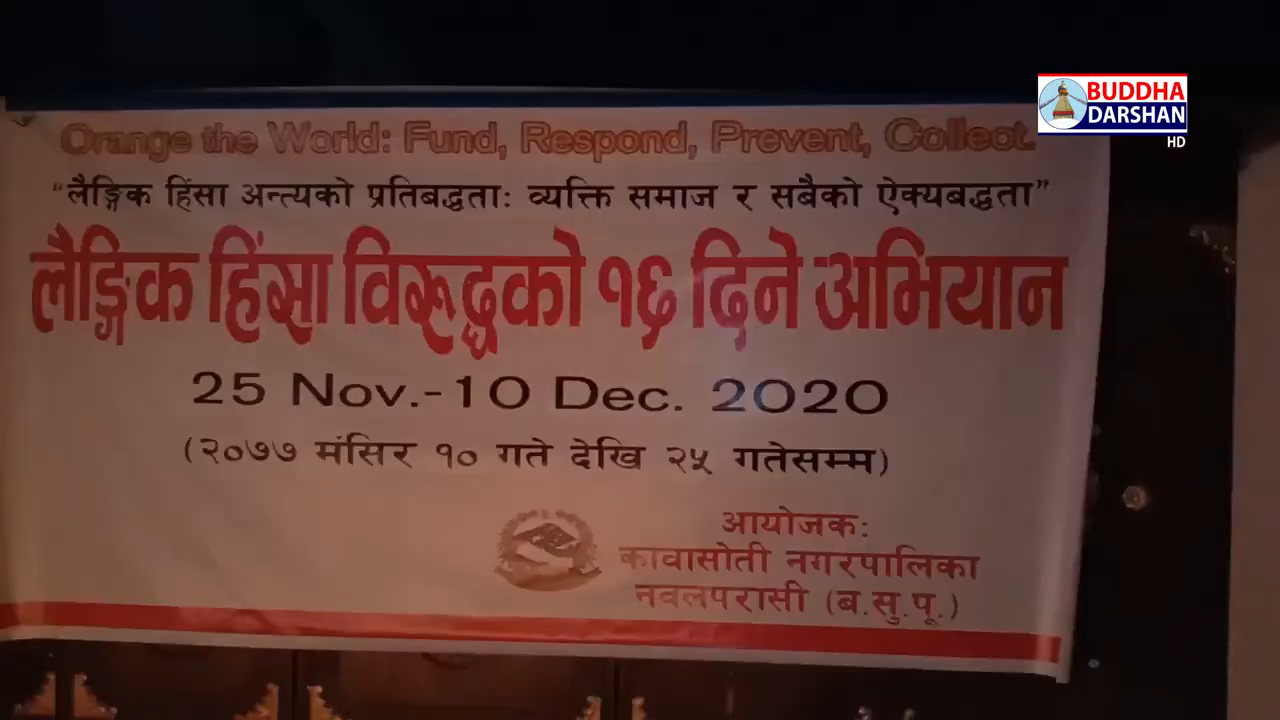 BUDDHA
DARSHAN
HD
Orange the World: Fund, Respond, Prevent, Collect.
"लैङ्गिक हिंसा अन्त्यको प्रतिबद्धताः व्यक्ति समाज र सबैको ऐक्यबद्धता"
लैङ्गिक हिंसा विरूद्धको १६ दिने अभियान
25 Nov.-10 Dec. 2020
(२०७७ मंसिर १० गते देखि २५ गतेसम्म)
आयोजकः
कावासोती नगरपालिका
नवलपरासी (ब.सु.पू.)